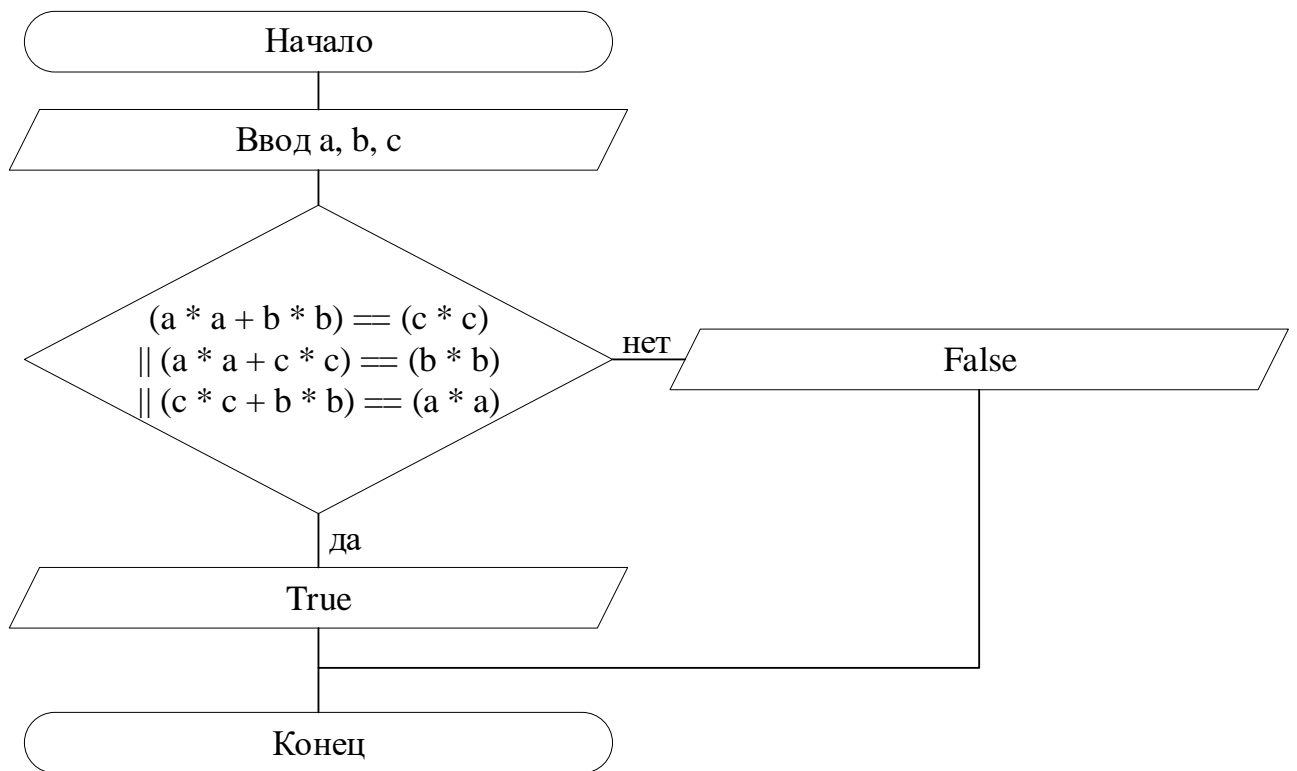 Начало
Ввод a, b, c
(a * a + b * b) == (c * c)
|| (a * a + c * c) == (b * b)
|| (c * c + b * b) == (a * a)
нет
False
да
True
Конец